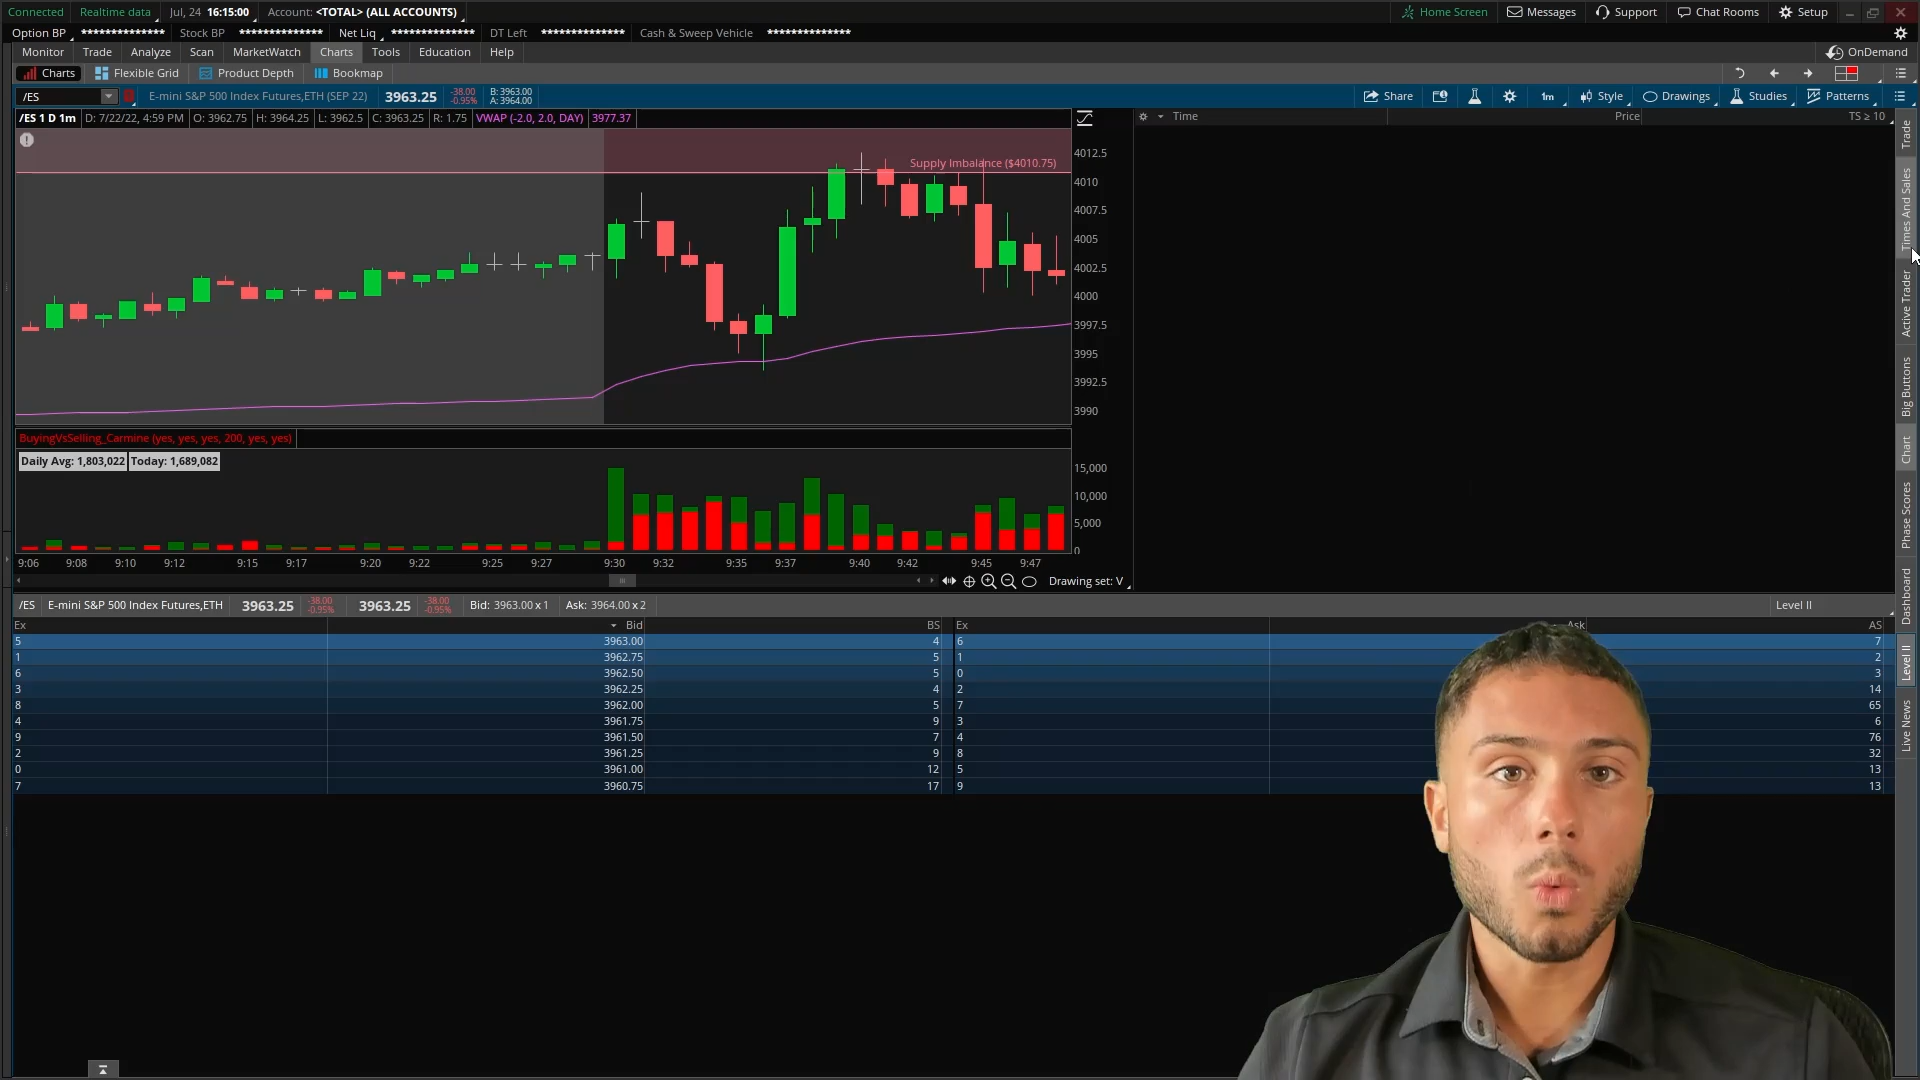 Connected Realtime data Jul, 24 16:15:00 Account: <TOTAL> (ALL ACCOUNTS) Home Screen Messages Support Chat Rooms Setup
Option BP ************** Stock BP ************** Net Liq ************** DT Left ************** Cash & Sweep Vehicle **************
Monitor Trade Analyze Scan MarketWatch Charts Tools Education Help OnDemand
Charts Flexible Grid Product Depth Bookmap
/ES E-mini S&P 500 Index Futures,ETH (SEP 22) 3963.25 -38.00 -0.95% B: 3963.00 A: 3964.00 Share 1m Style Drawings Studies Patterns
/ES 1 D 1m D: 7/22/22, 4:59 PM O: 3962.75 H: 3964.25 L: 3962.5 C: 3963.25 R: 1.75 VWAP (-2.0, 2.0, DAY) 3977.37 Time Price TS ≥ 10
Supply Imbalance ($4010.75)
4012.5
4010
4007.5
4005
4002.5
4000
3997.5
3995
3992.5
3990
BuyingVsSelling_Carmine (yes, yes, yes, 200, yes, yes)
Daily Avg: 1,803,022 Today: 1,689,082
15,000
10,000
5,000
0
9:06 9:08 9:10 9:12 9:15 9:17 9:20 9:22 9:25 9:27 9:30 9:32 9:35 9:37 9:40 9:42 9:45 9:47
Drawing set: V
/ES E-mini S&P 500 Index Futures,ETH 3963.25 -38.00 -0.95% 3963.25 -38.00 -0.95% Bid: 3963.00 x 1 Ask: 3964.00 x 2 Level II
Ex Bid BS Ex Ask AS
5 3963.00 4 6 7
1 3962.75 5 1 2
6 3962.50 5 0 3
3 3962.25 4 2 14
8 3962.00 5 7 65
4 3961.75 9 3 6
9 3961.50 7 4 76
2 3961.25 9 8 32
0 3961.00 12 5 13
7 3960.75 17 9 13
Trade
Times And Sales
Active Trader
Big Buttons
Chart
Phase Scores
Dashboard
Level II
Live News